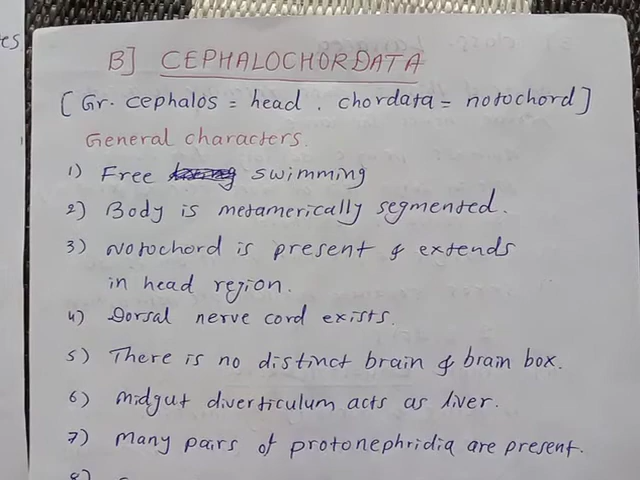 es
B] CEPHALOCHORDATA
[Gr. cephalos = head. chordata = notochord]
General characters.
1) Free swimming
2) Body is metamerically segmented.
3) Notochord is present & extends
in head region.
4) Dorsal nerve cord exists.
5) There is no distinct brain & brain box.
6) Midgut diverticulum acts as liver.
7) Many pairs of protonephridia are present.
8)